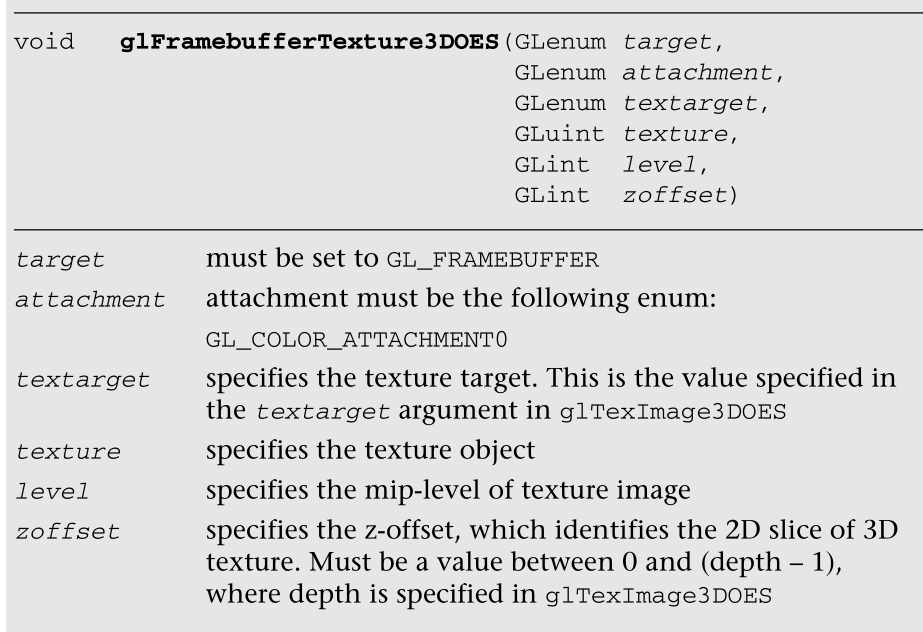 void glFramebufferTexture3DOES(GLenum target,
GLenum attachment,
GLenum textarget,
GLuint texture,
GLint level,
GLint zoffset)
target must be set to GL_FRAMEBUFFER
attachment attachment must be the following enum:
GL_COLOR_ATTACHMENT0
textarget specifies the texture target. This is the value specified in
the textarget argument in glTexImage3DOES
texture specifies the texture object
level specifies the mip-level of texture image
zoffset specifies the z-offset, which identifies the 2D slice of 3D
texture. Must be a value between 0 and (depth – 1),
where depth is specified in glTexImage3DOES